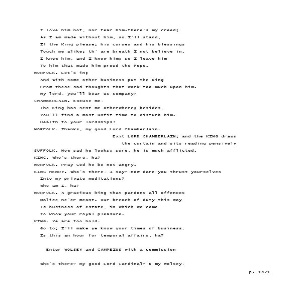 I love him not, nor fear him-there's my creed;
As I am made without him, so I'll stand,
If the King please; his curses and his blessings
Touch me alike; th' are breath I not believe in.
I knew him, and I know him; so I leave him
To him that made him proud-the Pope.
NORFOLK. Let's in;
And with some other business put the King
From these sad thoughts that work too much upon him.
My lord, you'll bear us company?
CHAMBERLAIN. Excuse me,
The King has sent me otherwhere; besides,
You'll find a most unfit time to disturb him.
Health to your lordships!
NORFOLK. Thanks, my good Lord Chamberlain.
Exit LORD CHAMBERLAIN; and the KING draws
the curtain and sits reading pensively
SUFFOLK. How sad he looks; sure, he is much afflicted.
KING. Who's there, ha?
NORFOLK. Pray God he be not angry.
KING HENRY. Who's there, I say? How dare you thrust yourselves
Into my private meditations?
Who am I, ha?
NORFOLK. A gracious king that pardons all offences
Malice ne'er meant. Our breach of duty this way
Is business of estate, in which we come
To know your royal pleasure.
KING. Ye are too bold.
Go to; I'll make ye know your times of business.
Is this an hour for temporal affairs, ha?
Enter WOLSEY and CAMPEIUS with a commission
Who's there? My good Lord Cardinal? O my Wolsey,